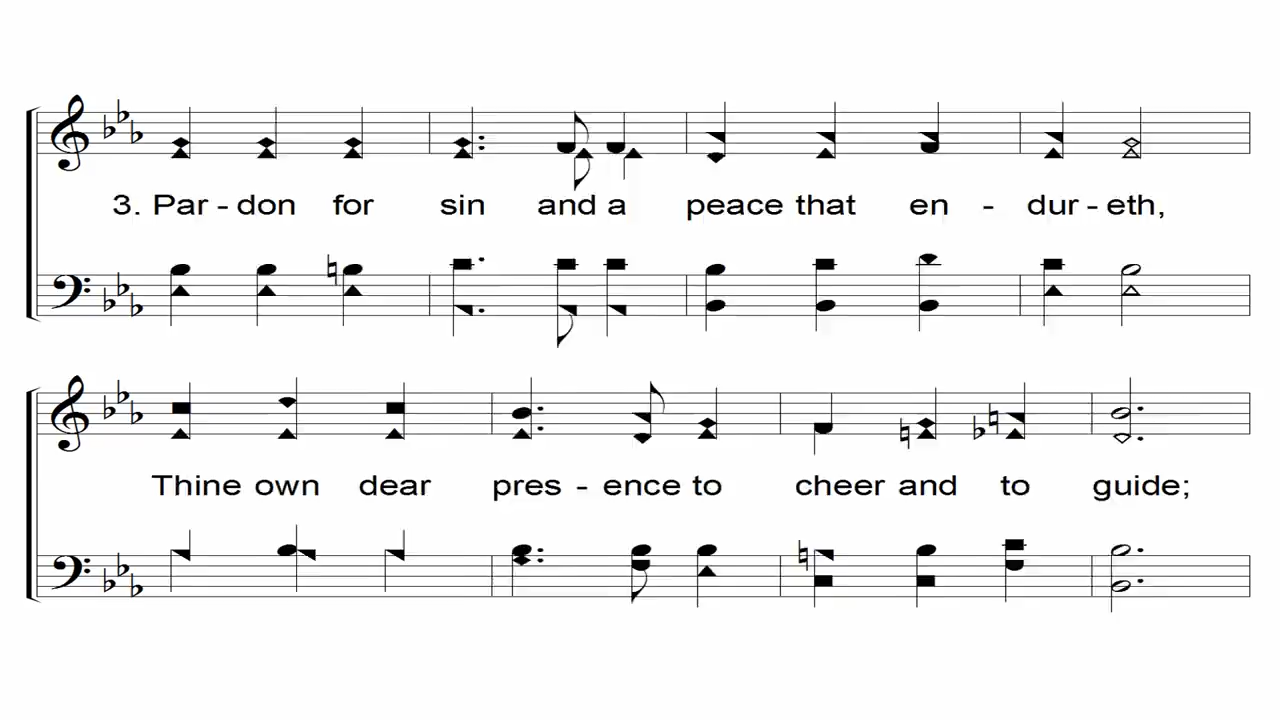 3. Par - don for sin and a peace that en - dur - eth,
Thine own dear pres - ence to cheer and to guide;